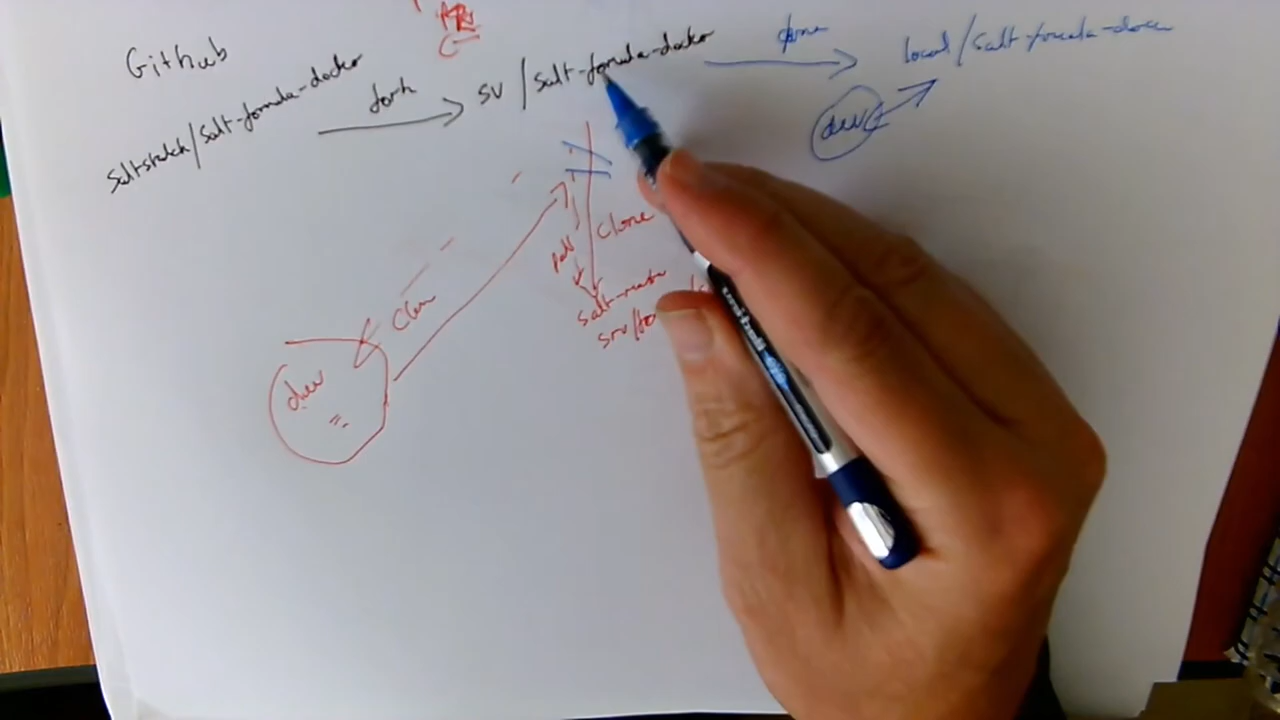 Github
saltstack/salt-formula-docker
fork
sv / salt-formula-docker
clone
local / salt-formula-docker
dev
clone
pull
salt-master
clone
dev